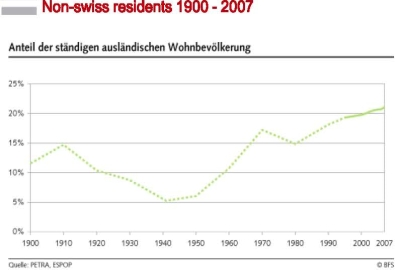 Non-swiss residents 1900 - 2007
Anteil der ständigen ausländischen Wohnbevölkerung
25%
20%
15%
10%
5%
0%
1900 1910 1920 1930 1940 1950 1960 1970 1980 1990 2000 2007
Quelle: PETRA, ESPOP © BFS